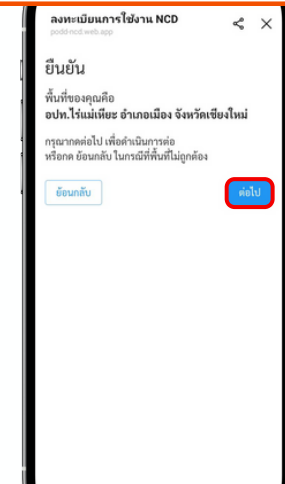 ลงทะเบียนการใช้งาน NCD
podd-ncd.web.app
ยืนยัน
พื้นที่ของคุณคือ
อปท.ไร่แม่เหียะ อำเภอเมือง จังหวัดเชียงใหม่
กรุณากดต่อไป เพื่อดำเนินการต่อ
หรือกด ย้อนกลับ ในกรณีที่พื้นที่ไม่ถูกต้อง
ย้อนกลับ
ต่อไป